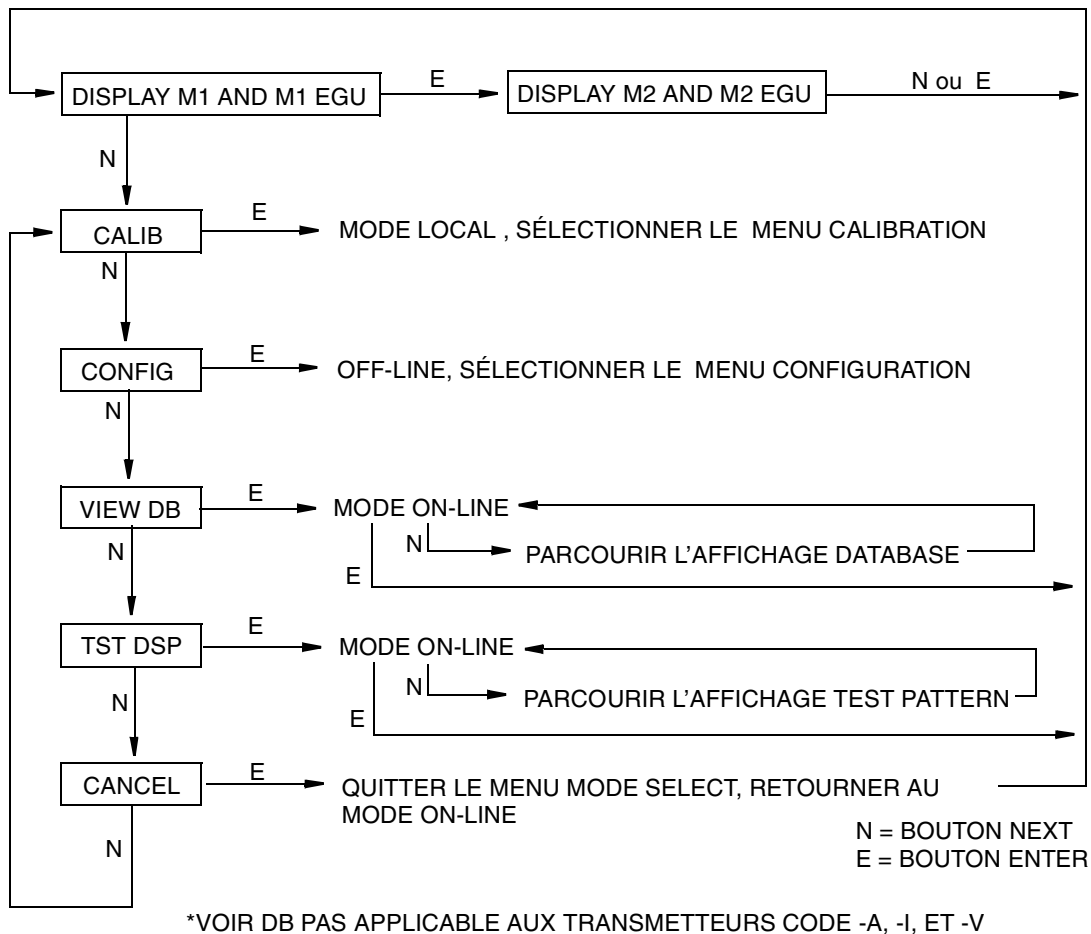 DISPLAY M1 AND M1 EGU
E
DISPLAY M2 AND M2 EGU
N ou E
N
CALIB
E
MODE LOCAL , SÉLECTIONNER LE MENU CALIBRATION
N
CONFIG
E
OFF-LINE, SÉLECTIONNER LE MENU CONFIGURATION
N
VIEW DB
E
MODE ON-LINE
N
PARCOURIR L'AFFICHAGE DATABASE
E
N
TST DSP
E
MODE ON-LINE
N
PARCOURIR L'AFFICHAGE TEST PATTERN
E
N
CANCEL
E
QUITTER LE MENU MODE SELECT, RETOURNER AU
MODE ON-LINE
N
N = BOUTON NEXT
E = BOUTON ENTER
*VOIR DB PAS APPLICABLE AUX TRANSMETTEURS CODE -A, -I, ET -V